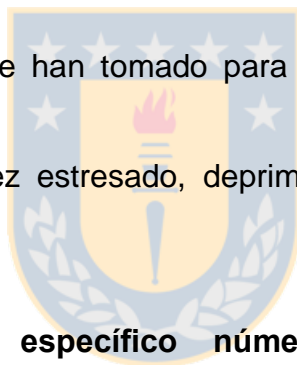 e han tomado para
ez estresado, deprim
específico núme